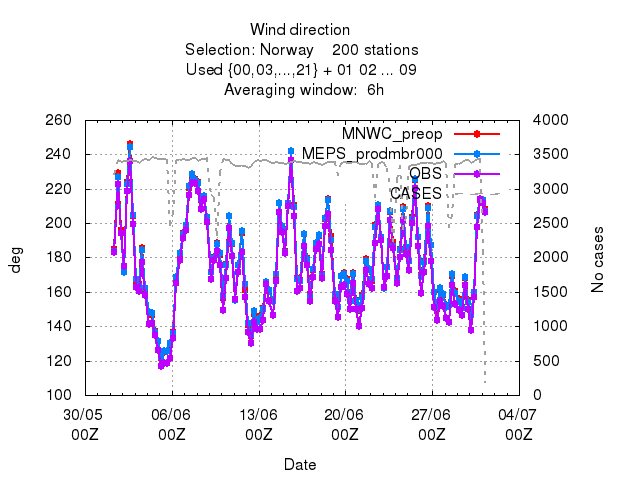 Wind direction
Selection: Norway    200 stations
Used {00,03,...,21} + 01 02 ... 09
Averaging window:  6h
MNWC_preop
MEPS_prodmbr000
OBS
CASES
deg
260
240
220
200
180
160
140
120
100
No cases
4000
3500
3000
2500
2000
1500
1000
500
0
30/05 06/06 13/06 20/06 27/06 04/07
00Z 00Z 00Z 00Z 00Z 00Z
Date